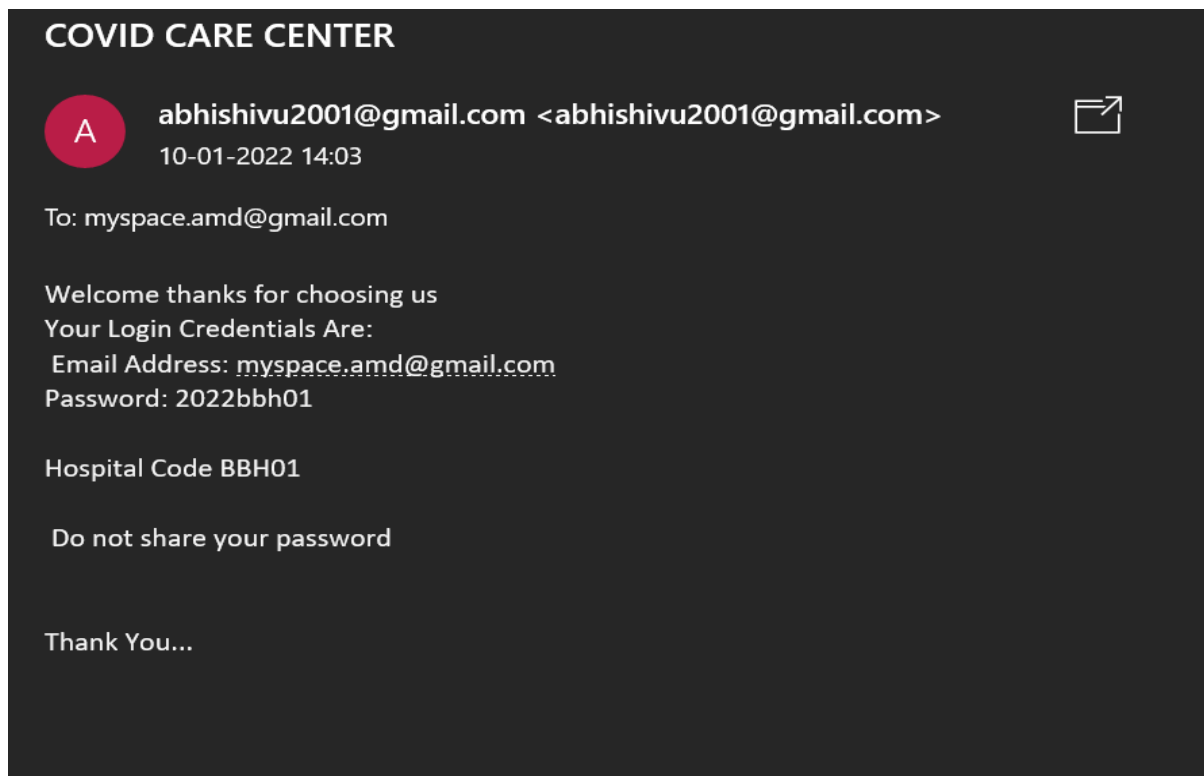 COVID CARE CENTER
A
abhishivu2001@gmail.com <abhishivu2001@gmail.com>
10-01-2022 14:03
To: myspace.amd@gmail.com
Welcome thanks for choosing us
Your Login Credentials Are:
Email Address: myspace.amd@gmail.com
Password: 2022bbh01
Hospital Code BBH01
Do not share your password
Thank You...